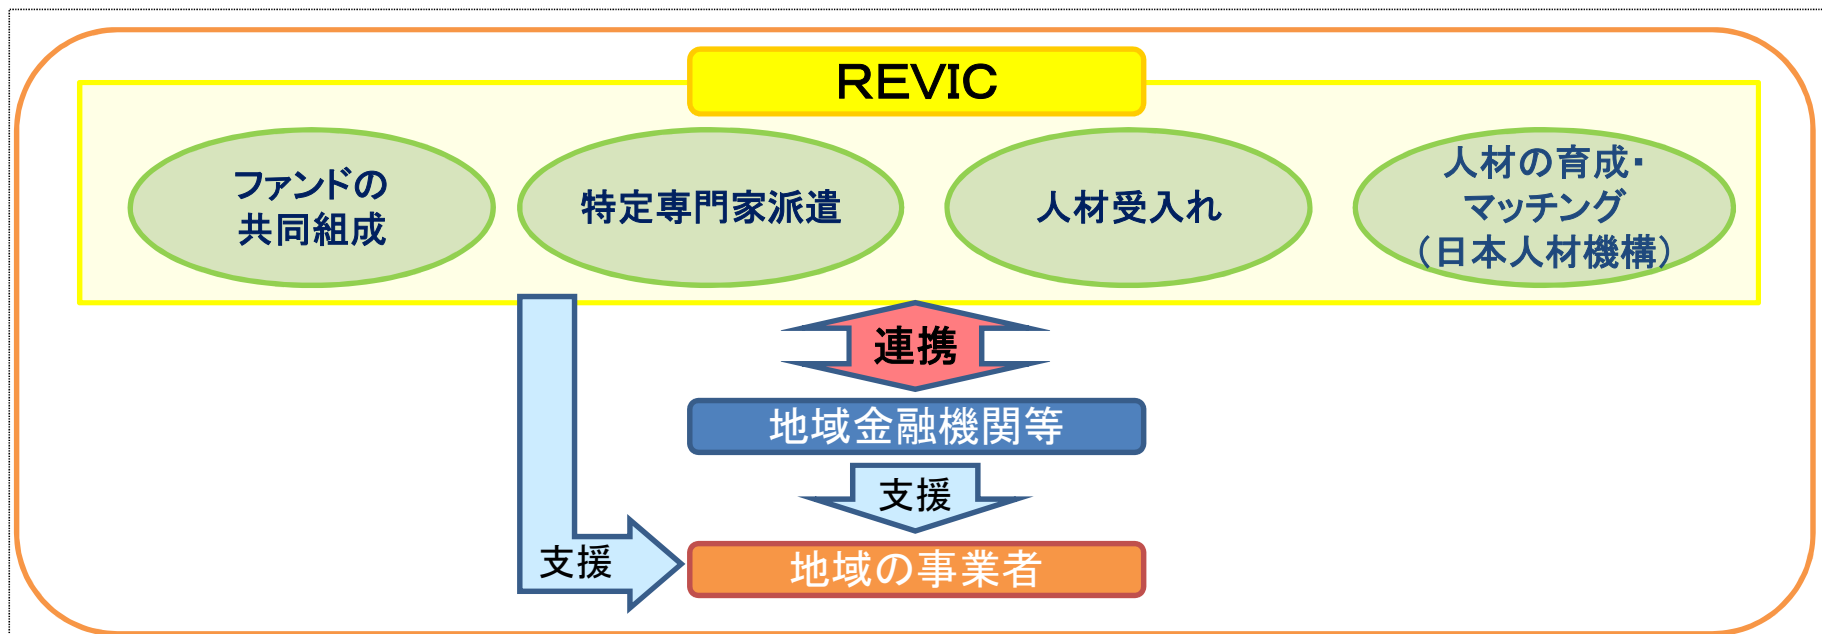 REVIC
ファンドの
共同組成
特定専門家派遣
人材受入れ
人材の育成・
マッチング
（日本人材機構）
連携
地域金融機関等
支援
支援
地域の事業者